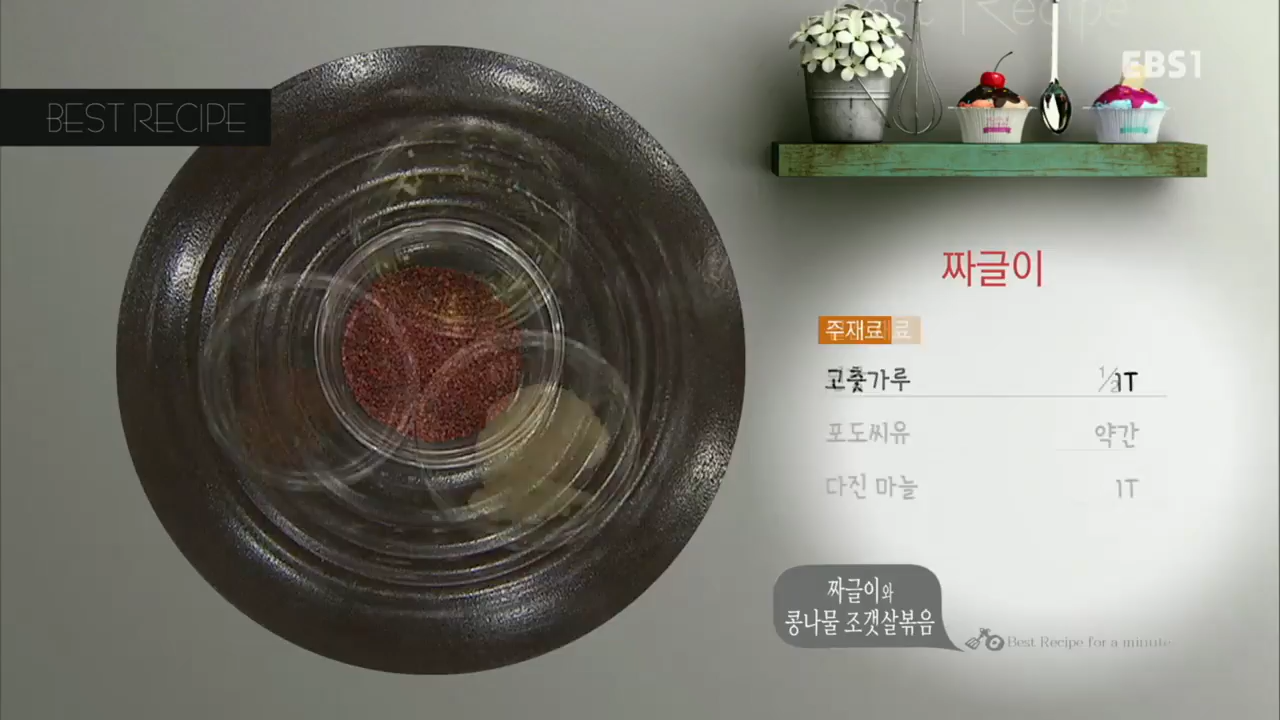 Best Recipe
EBS1
BEST RECIPE
짜글이
주재료
고춧가루
포도씨유 약간
다진 마늘 1T
짜글이와
콩나물 조갯살볶음
Best Recipe for a minute